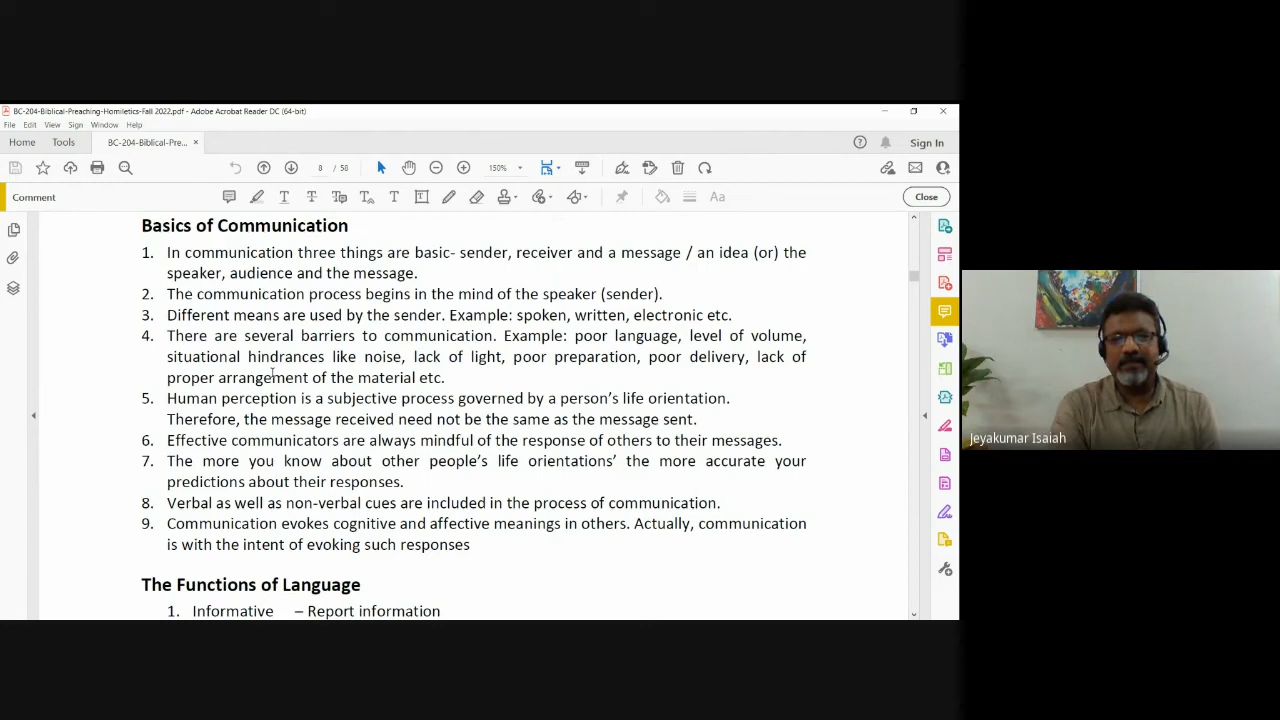 BC-204-Biblical-Preaching-Homiletics-Fall 2022.pdf - Adobe Acrobat Reader DC (64-bit)
File Edit View Sign Window Help
Home Tools BC-204-Biblical-Pre... × Sign In
8 / 58 150%
Comment Aa Close
Basics of Communication
1. In communication three things are basic- sender, receiver and a message / an idea (or) the
speaker, audience and the message.
2. The communication process begins in the mind of the speaker (sender).
3. Different means are used by the sender. Example: spoken, written, electronic etc.
4. There are several barriers to communication. Example: poor language, level of volume,
situational hindrances like noise, lack of light, poor preparation, poor delivery, lack of
proper arrangement of the material etc.
5. Human perception is a subjective process governed by a person's life orientation.
Therefore, the message received need not be the same as the message sent.
6. Effective communicators are always mindful of the response of others to their messages.
7. The more you know about other people's life orientations' the more accurate your
predictions about their responses.
8. Verbal as well as non-verbal cues are included in the process of communication.
9. Communication evokes cognitive and affective meanings in others. Actually, communication
is with the intent of evoking such responses
The Functions of Language
1. Informative – Report information
Jeyakumar Isaiah